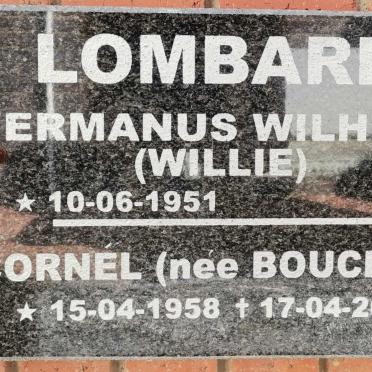 LOMBAR
ERMANUS WILH
(WILLIE)
★ 10-06-1951
ORNEL (nee BOUC
★ 15-04-1958 † 17-04-2